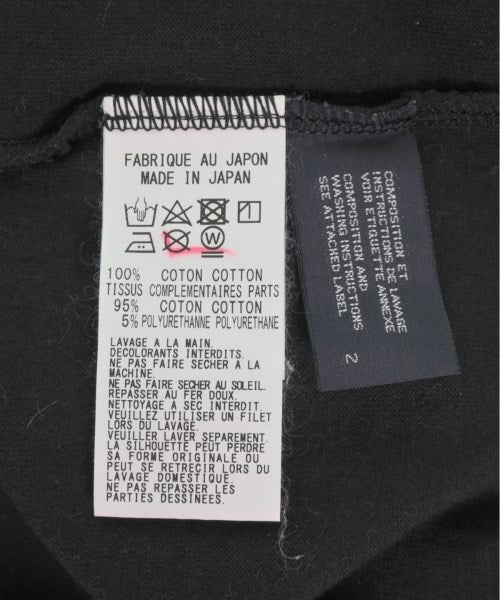 FABRIQUE AU JAPON
MADE IN JAPAN
W
100% COTON COTTON
TISSUS COMPLEMENTAIRES PARTS
95% COTON COTTON
5% POLYURETHANNE POLYURETHANE
LAVAGE A LA MAIN.
DECOLORANTS INTERDITS.
NE PAS FAIRE SECHER A LA
MACHINE.
NE PAS FAIRE SECHER AU SOLEIL.
REPASSER AU FER DOUX.
NETTOYAGE A SEC INTERDIT.
VEUILLEZ UTILISER UN FILET
LORS DU LAVAGE.
VEUILLER LAVER SEPAREMENT.
LA SILHOUETTE PEUT PERDRE
SA FORME ORIGINALE OU
PEUT SE RETRECIR LORS DU
LAVAGE DOMESTIQUE.
NE PAS REPASSER LES
PARTIES DESSINEES.
COMPOSITION ET
INSTRUCTIONS DE LAVAGE
VOIR ETIQUETTE ANNEXE
COMPOSITION AND
WASHING INSTRUCTIONS
SEE ATTACHED LABEL
2